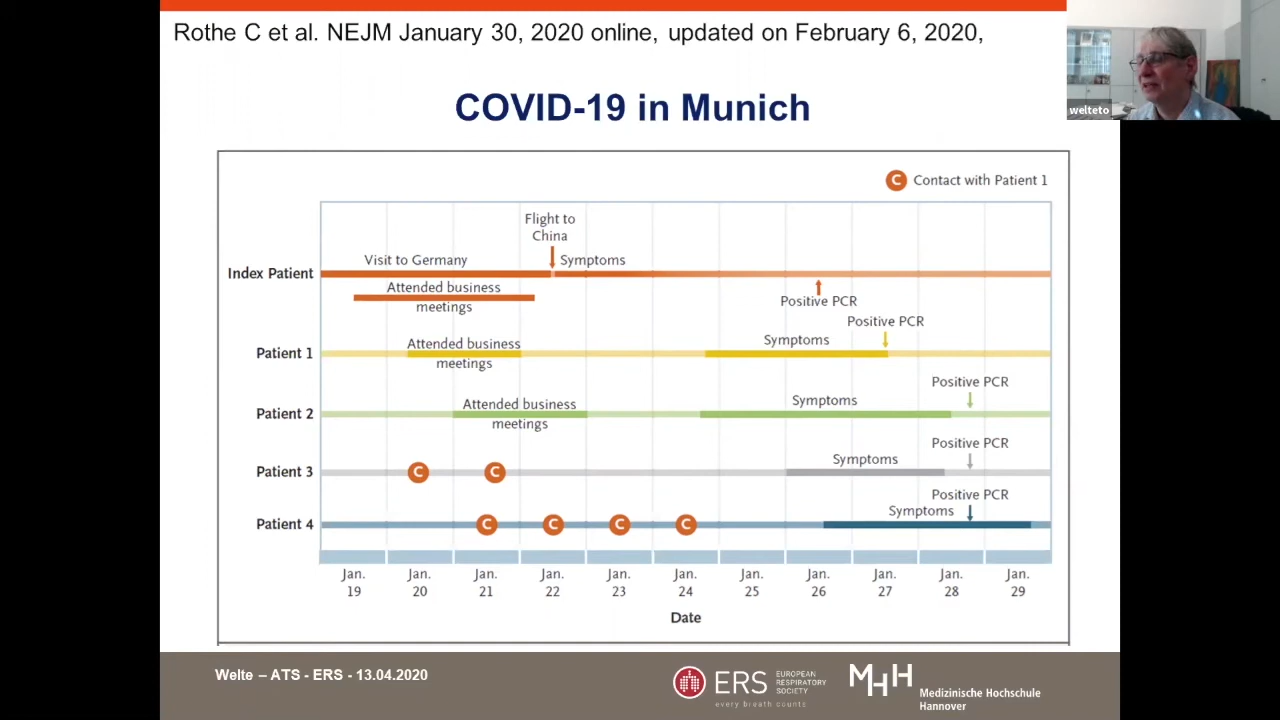 Rothe C et al. NEJM January 30, 2020 online, updated on February 6, 2020,
welteto
COVID-19 in Munich
C Contact with Patient 1
Flight to
China
Visit to Germany
Symptoms
Index Patient
Attended business
meetings
Positive PCR
Positive PCR
Attended business
Symptoms
Patient 1
meetings
Positive PCR
Attended business
Symptoms
Patient 2
meetings
Positive PCR
Symptoms
Patient 3
C C
Positive PCR
Symptoms
Patient 4
C C C C
Jan. Jan. Jan. Jan. Jan. Jan. Jan. Jan. Jan. Jan. Jan.
19 20 21 22 23 24 25 26 27 28 29
Date
Welte – ATS - ERS - 13.04.2020
ERS
EUROPEAN
RESPIRATORY
SOCIETY
every breath counts
MHH
Medizinische Hochschule
Hannover